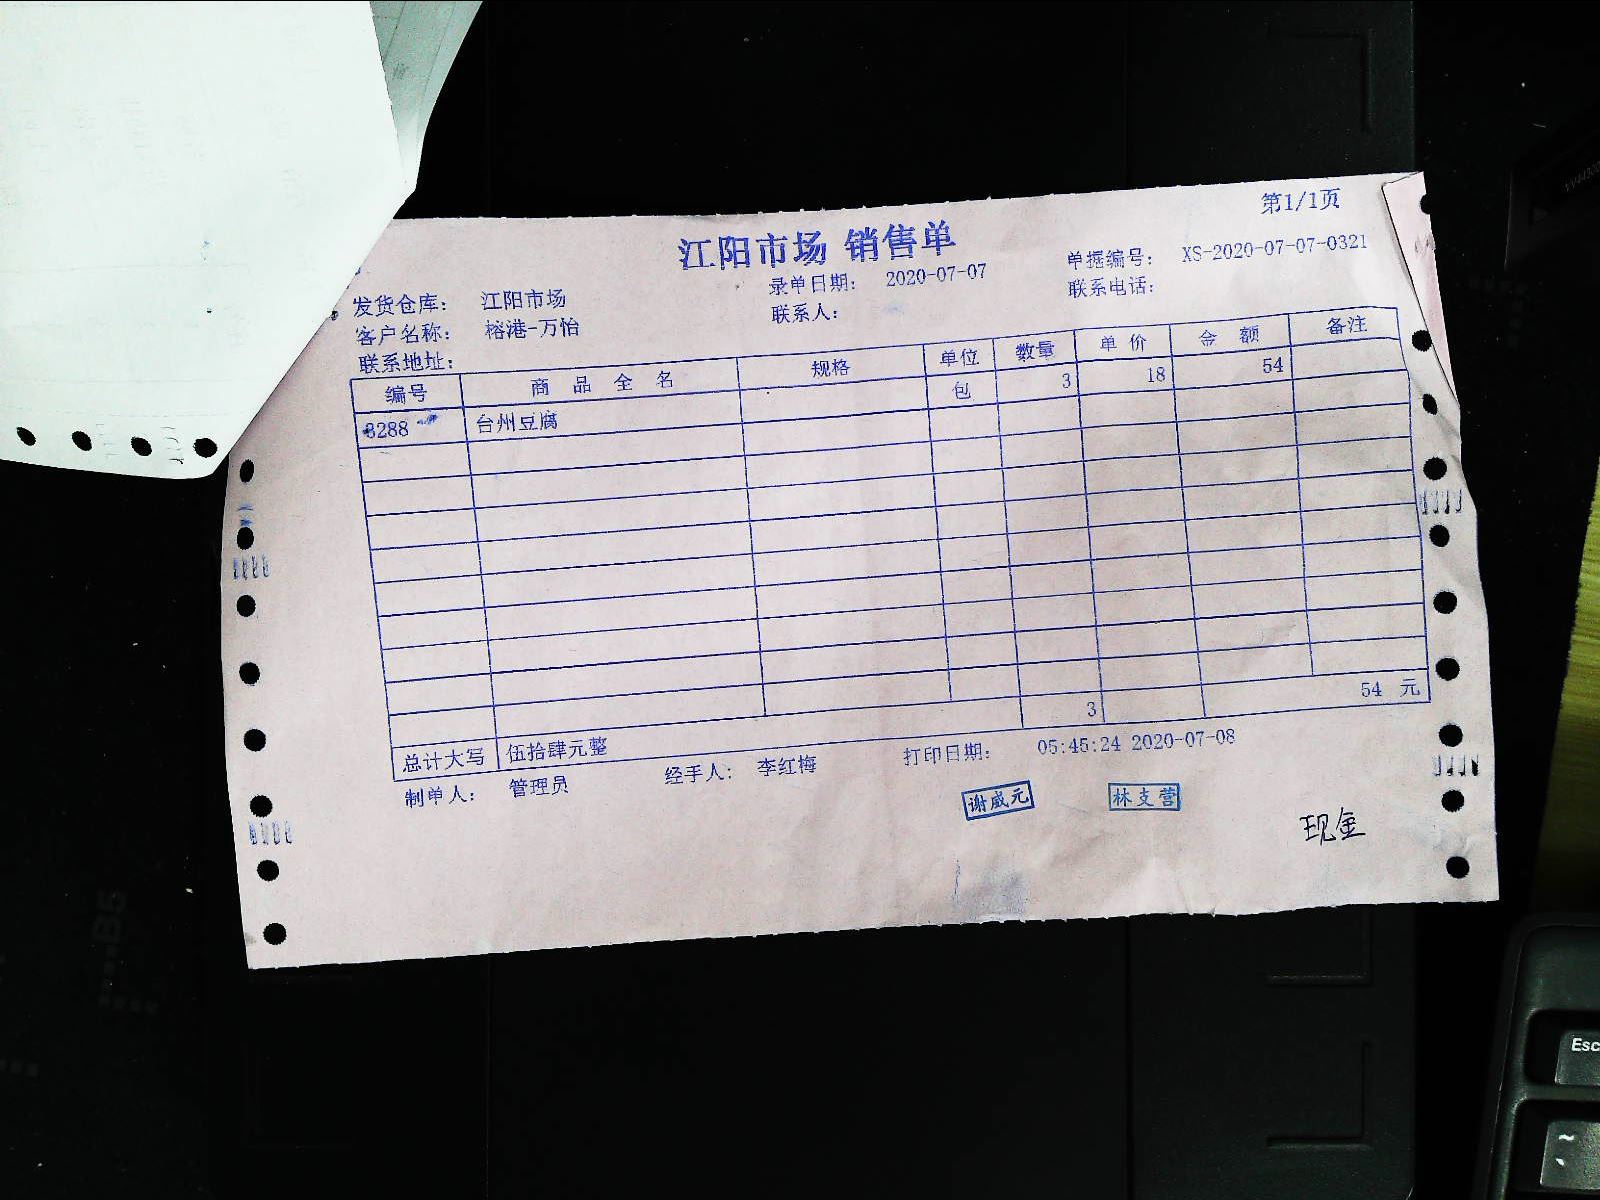 第1/1页
江阳市场 销售单
发货仓库: 江阳市场 录单日期: 2020-07-07 单据编号: XS-2020-07-07-0321
客户名称: 榕港-万怡 联系人: 联系电话:
联系地址:
编号 商品全名 规格 单位 数量 单价 金额 备注
3288 台州豆腐 包 3 18 54
3 54 元
总计大写 伍拾肆元整
制单人: 管理员 经手人: 李红梅 打印日期: 05:45:24 2020-07-08
谢威元 林支营
现金
Esc
~